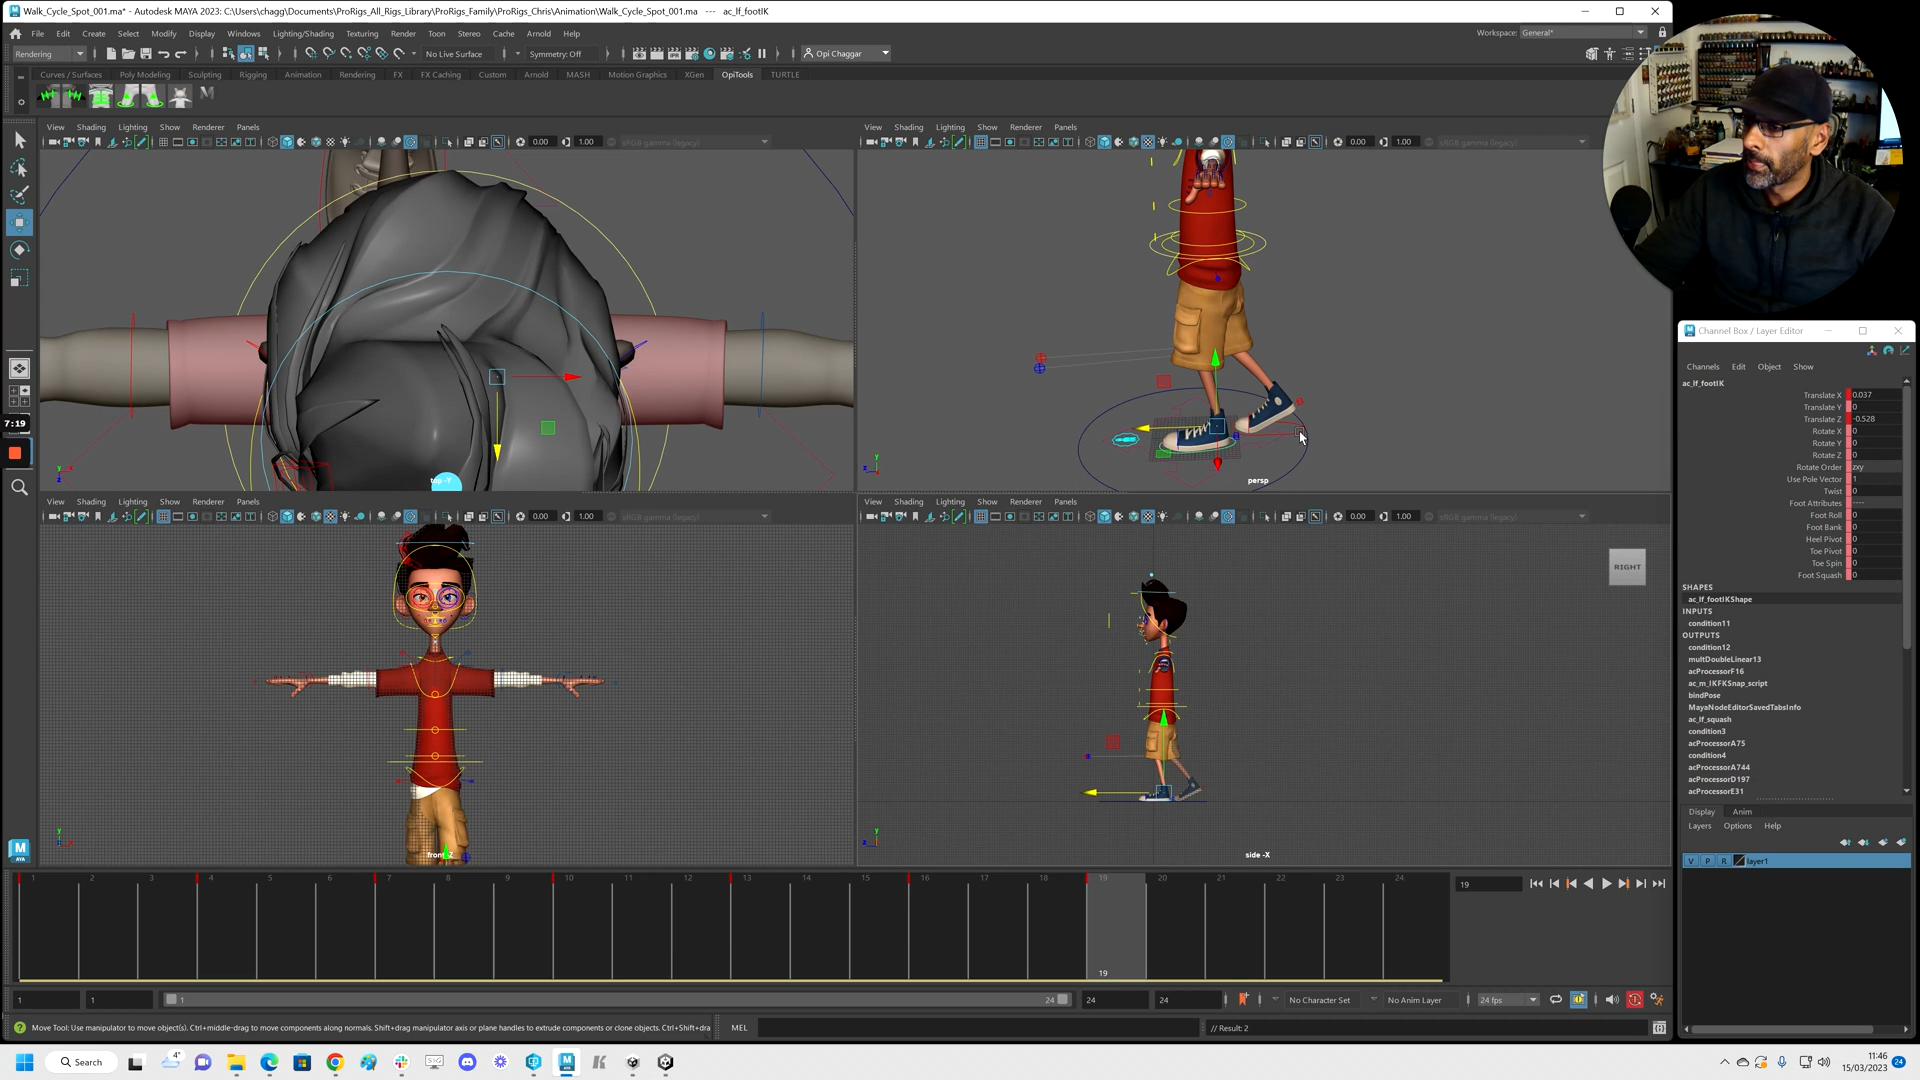 Walk_Cycle_Spot_001.ma* - Autodesk MAYA 2023: C:\Users\chagg\Documents\ProRigs_All_Rigs_Library\ProRigs_Family\ProRigs_Chris\Animation\Walk_Cycle_Spot_001.ma --- ac_lf_footIK
File Edit Create Select Modify Display Windows Lighting/Shading Texturing Render Toon Stereo Cache Arnold Help
Workspace: General*
Rendering No Live Surface Symmetry: Off Opi Chaggar
Curves / Surfaces Poly Modeling Sculpting Rigging Animation Rendering FX FX Caching Custom Arnold MASH Motion Graphics XGen OpiTools TURTLE
View Shading Lighting Show Renderer Panels
0.00 1.00 sRGB gamma (legacy)
top -Y
View Shading Lighting Show Renderer Panels
0.00 1.00 sRGB gamma (legacy)
persp
7:19
View Shading Lighting Show Renderer Panels
0.00 1.00 sRGB gamma (legacy)
front -Z
View Shading Lighting Show Renderer Panels
0.00 1.00 sRGB gamma (legacy)
RIGHT
side -X
Channel Box / Layer Editor
Channels Edit Object Show
ac_lf_footIK
Translate X 0.037
Translate Y 0
Translate Z -0.528
Rotate X 0
Rotate Y 0
Rotate Z 0
Rotate Order zxy
Use Pole Vector 1
Twist 0
Foot Attributes ----
Foot Roll 0
Foot Bank 0
Heel Pivot 0
Toe Pivot 0
Toe Spin 0
Foot Squash 0
SHAPES
ac_lf_footIKShape
INPUTS
condition11
OUTPUTS
condition12
multDoubleLinear13
acProcessorF16
ac_m_IKFKSnap_script
bindPose
MayaNodeEditorSavedTabsInfo
ac_lf_squash
condition3
acProcessorA75
condition4
acProcessorA744
acProcessorD197
acProcessorE31
Display Anim
Layers Options Help
V P R layer1
MAYA
1 2 3 4 5 6 7 8 9 10 11 12 13 14 15 16 17 18 19 20 21 22 23 24
19
19
1 1 1 24 24 24 No Character Set No Anim Layer 24 fps
Move Tool: Use manipulator to move object(s). Ctrl+middle-drag to move components along normals. Shift+drag manipulator axis or plane handles to extrude components or clone objects. Ctrl+Shift+dra
MEL
// Result: 2
Search
4°
11:46
15/03/2023
24